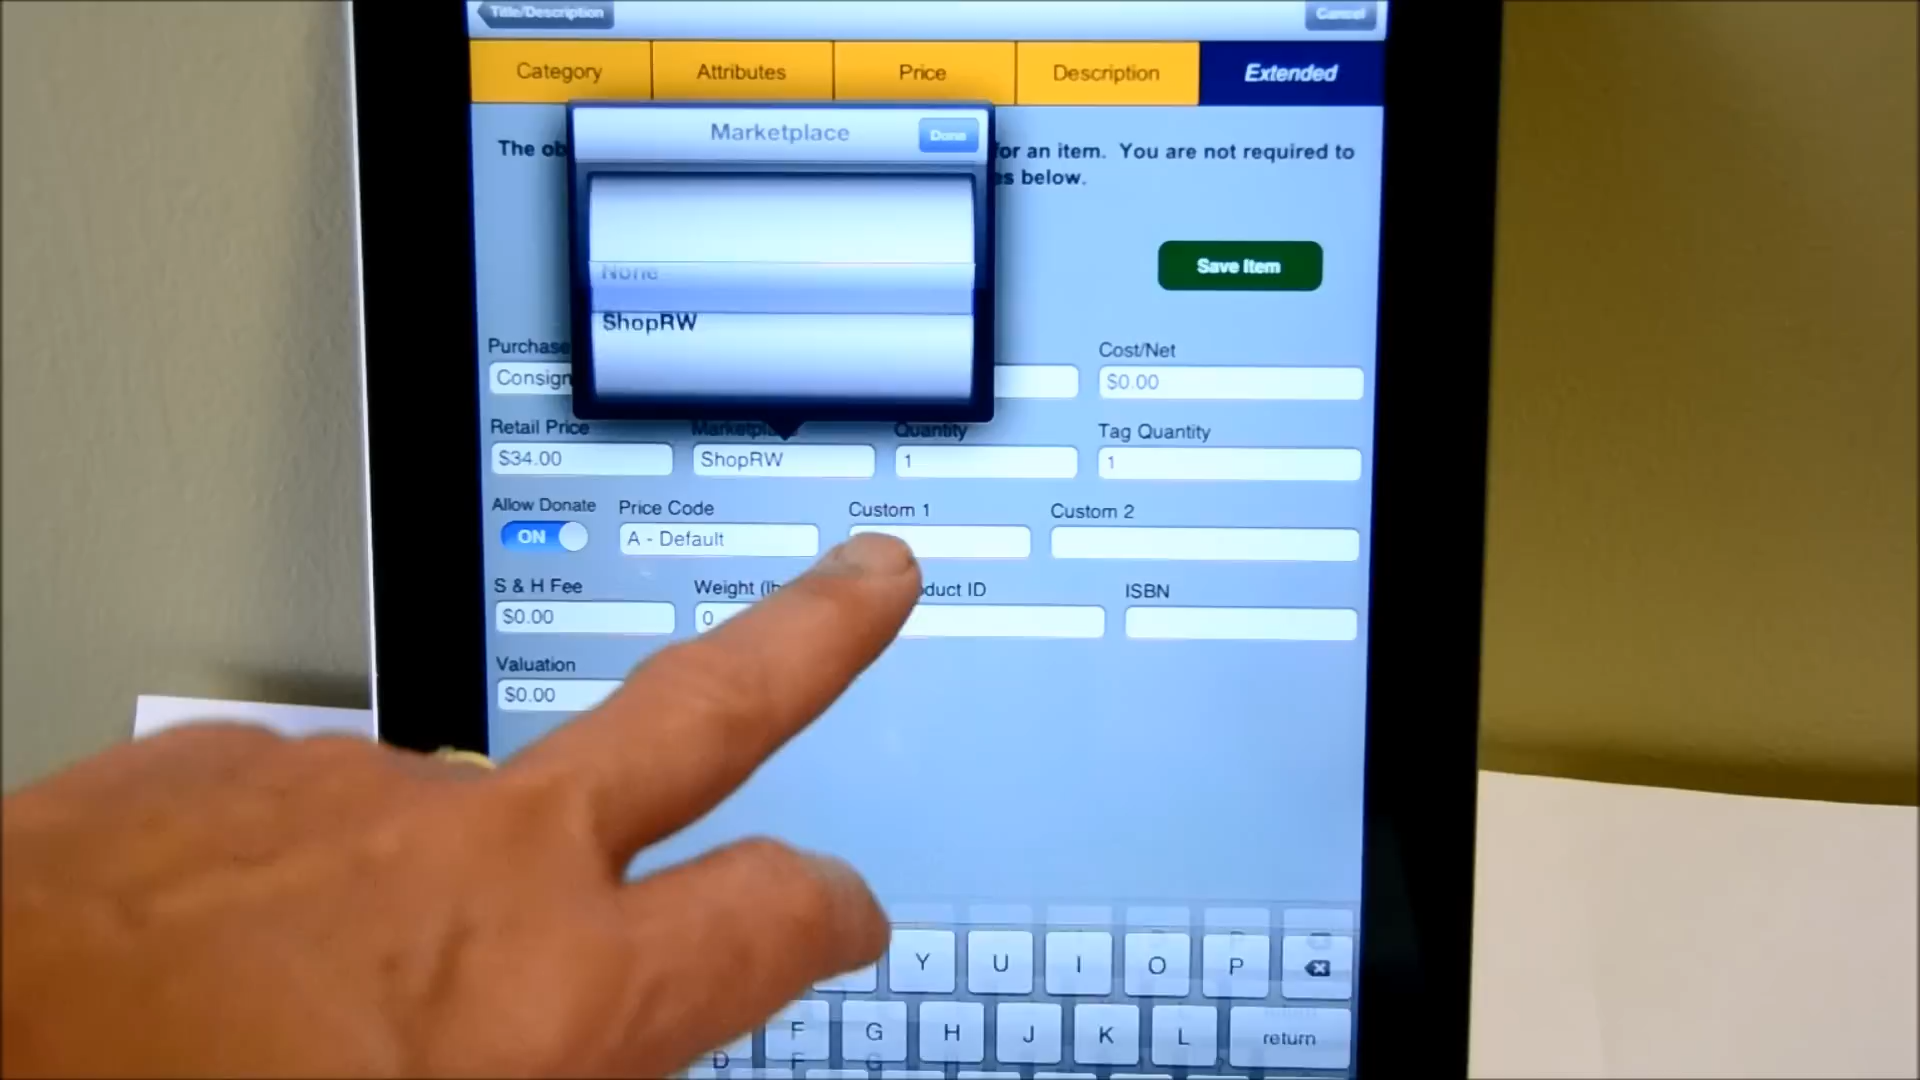 Title/Description
Cancel
Category
Attributes
Price
Description
Extended
Marketplace
Done
The ob
for an item. You are not required to
s below.
None
ShopRW
Save Item
Purchase
Cost/Net
Consign
$0.00
Retail Price
Marketpla
Quantity
Tag Quantity
$34.00
ShopRW
1
1
Allow Donate
Price Code
Custom 1
Custom 2
ON
A - Default
S & H Fee
Weight (lb
duct ID
ISBN
$0.00
0
Valuation
$0.00
Y U I O P
D F G H J K L return